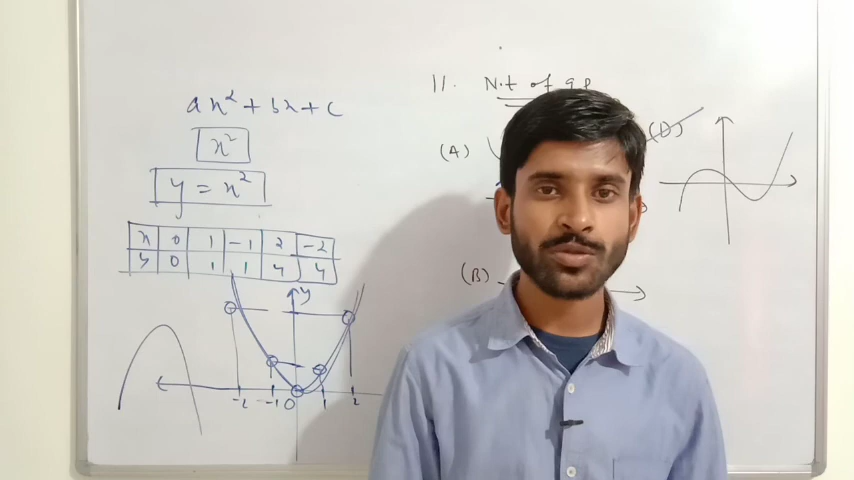 ax² + bx + c
x²
y = x²
x 0 1 -1 2 -2
y 0 1 1 4 4
y
-2 -1 0 1 2
11. N.t of q.P
(A)
(D)
(B)